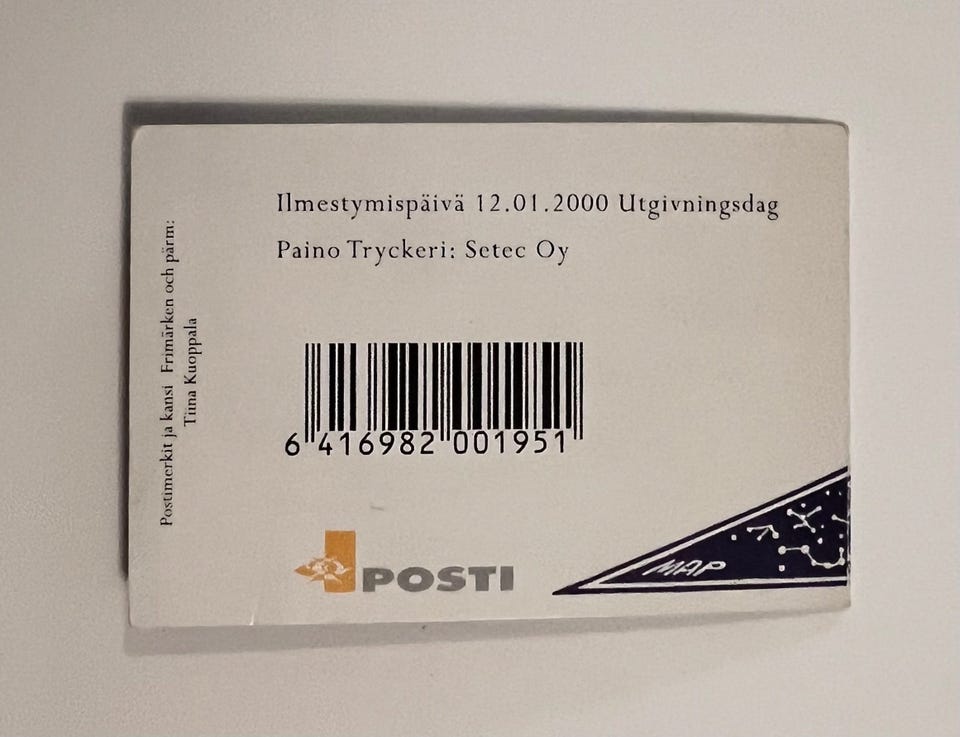 Ilmestymispäivä 12.01.2000 Utgivningsdag
Paino Tryckeri: Setec Oy
Postimerkit ja kansi Frimärken och pärm:
Tiina Kuoppala
6 416982 001951
POSTI
MAP